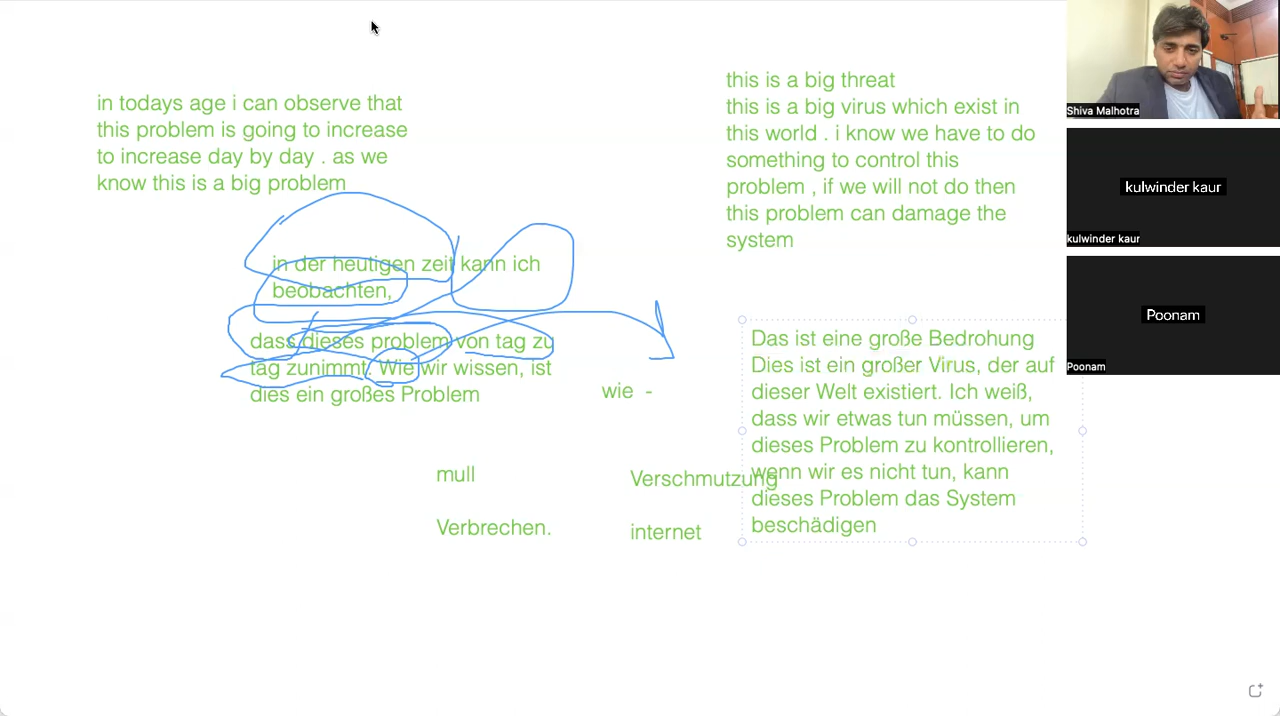 in todays age i can observe that
this problem is going to increase
to increase day by day . as we
know this is a big problem
in der heutigen zeit kann ich
beobachten,
dass dieses problem von tag zu
tag zunimmt. Wie wir wissen, ist
dies ein großes Problem
wie -
mull
Verschmutzung
Verbrechen.
internet
this is a big threat
this is a big virus which exist in
this world . i know we have to do
something to control this
problem , if we will not do then
this problem can damage the
system
Das ist eine große Bedrohung
Dies ist ein großer Virus, der auf
dieser Welt existiert. Ich weiß,
dass wir etwas tun müssen, um
dieses Problem zu kontrollieren,
wenn wir es nicht tun, kann
dieses Problem das System
beschädigen
Shiva Malhotra
kulwinder kaur
kulwinder kaur
Poonam
Poonam